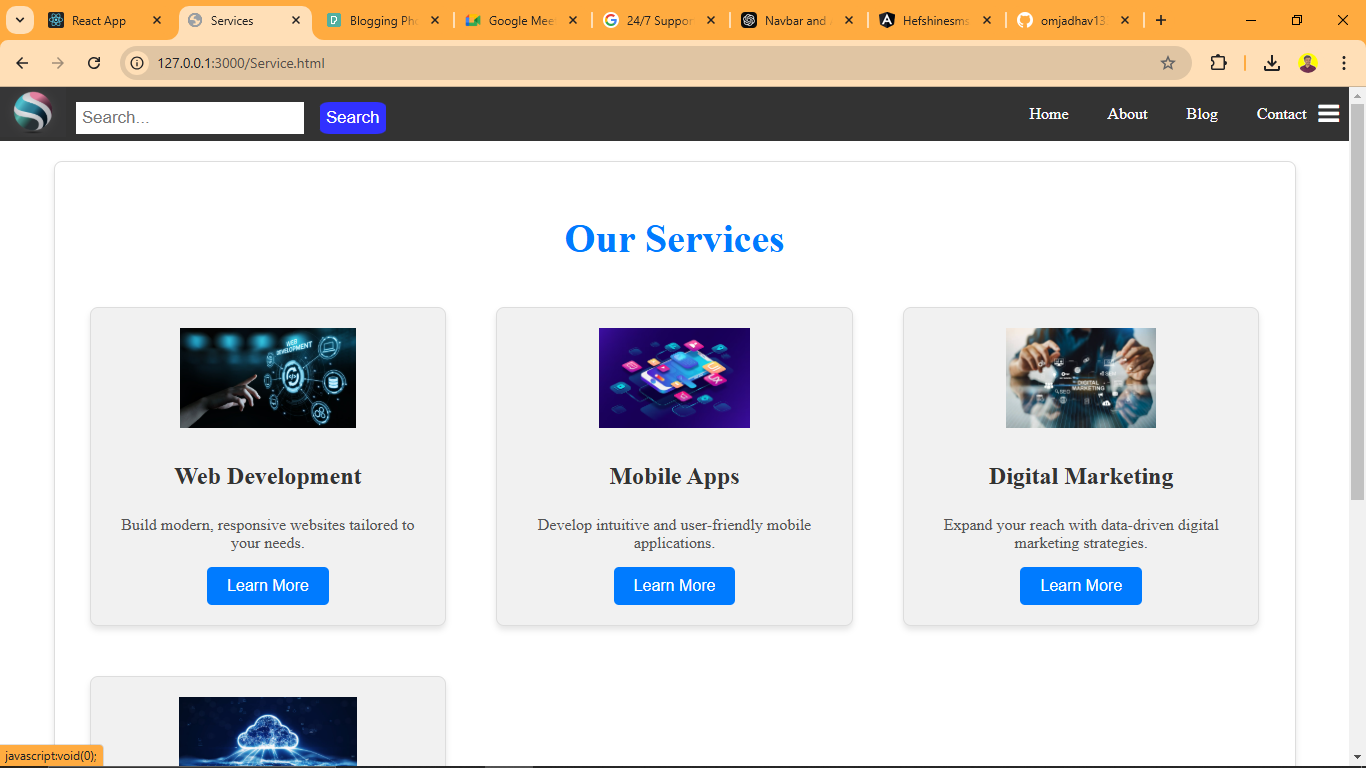 React App
Services
Blogging Pho
Google Mee
24/7 Suppor
Navbar and
Hefshinesms
omjadhav13
127.0.0.1:3000/Service.html
Search...
Search
Home
About
Blog
Contact
Our Services
WEB DEVELOPMENT
DIGITAL MARKETING
Web Development
Mobile Apps
Digital Marketing
Build modern, responsive websites tailored to
your needs.
Develop intuitive and user-friendly mobile
applications.
Expand your reach with data-driven digital
marketing strategies.
Learn More
Learn More
Learn More
javascript:void(0);